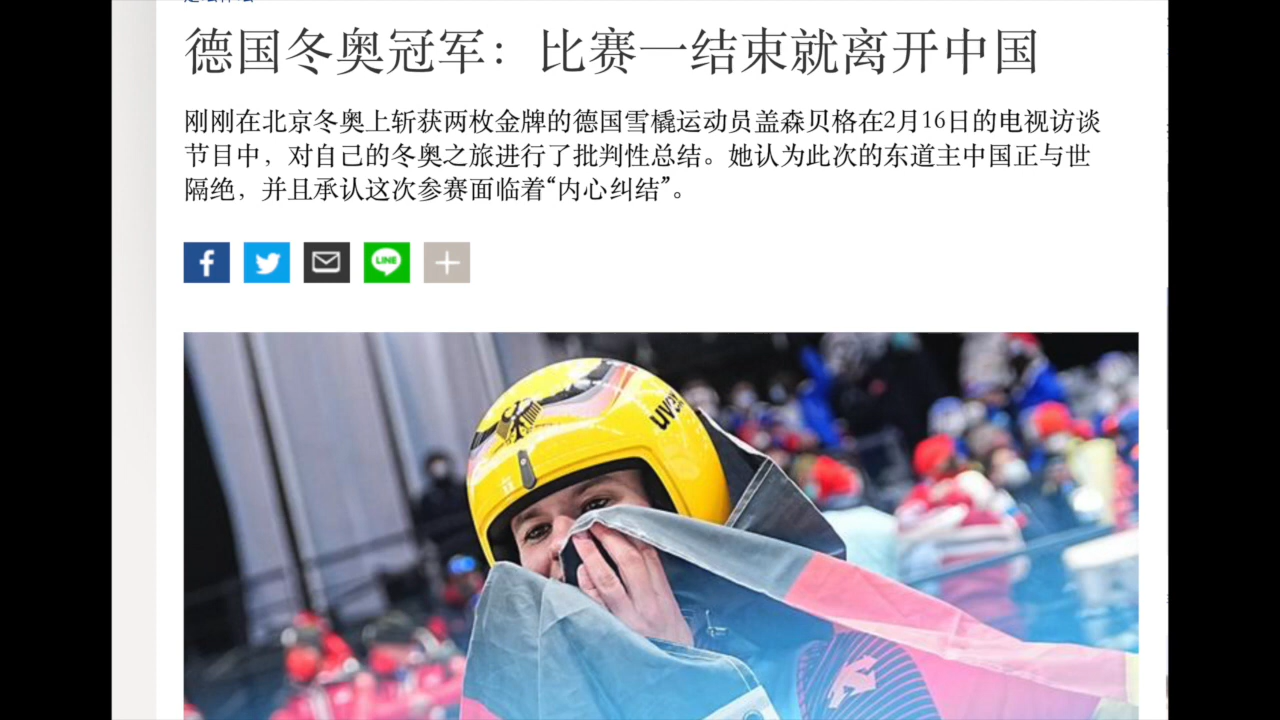 德国冬奥冠军：比赛一结束就离开中国
刚刚在北京冬奥上斩获两枚金牌的德国雪橇运动员盖森贝格在2月16日的电视访谈
节目中，对自己的冬奥之旅进行了批判性总结。她认为此次的东道主中国正与世
隔绝，并且承认这次参赛面临着“内心纠结”。
LINE
uvex